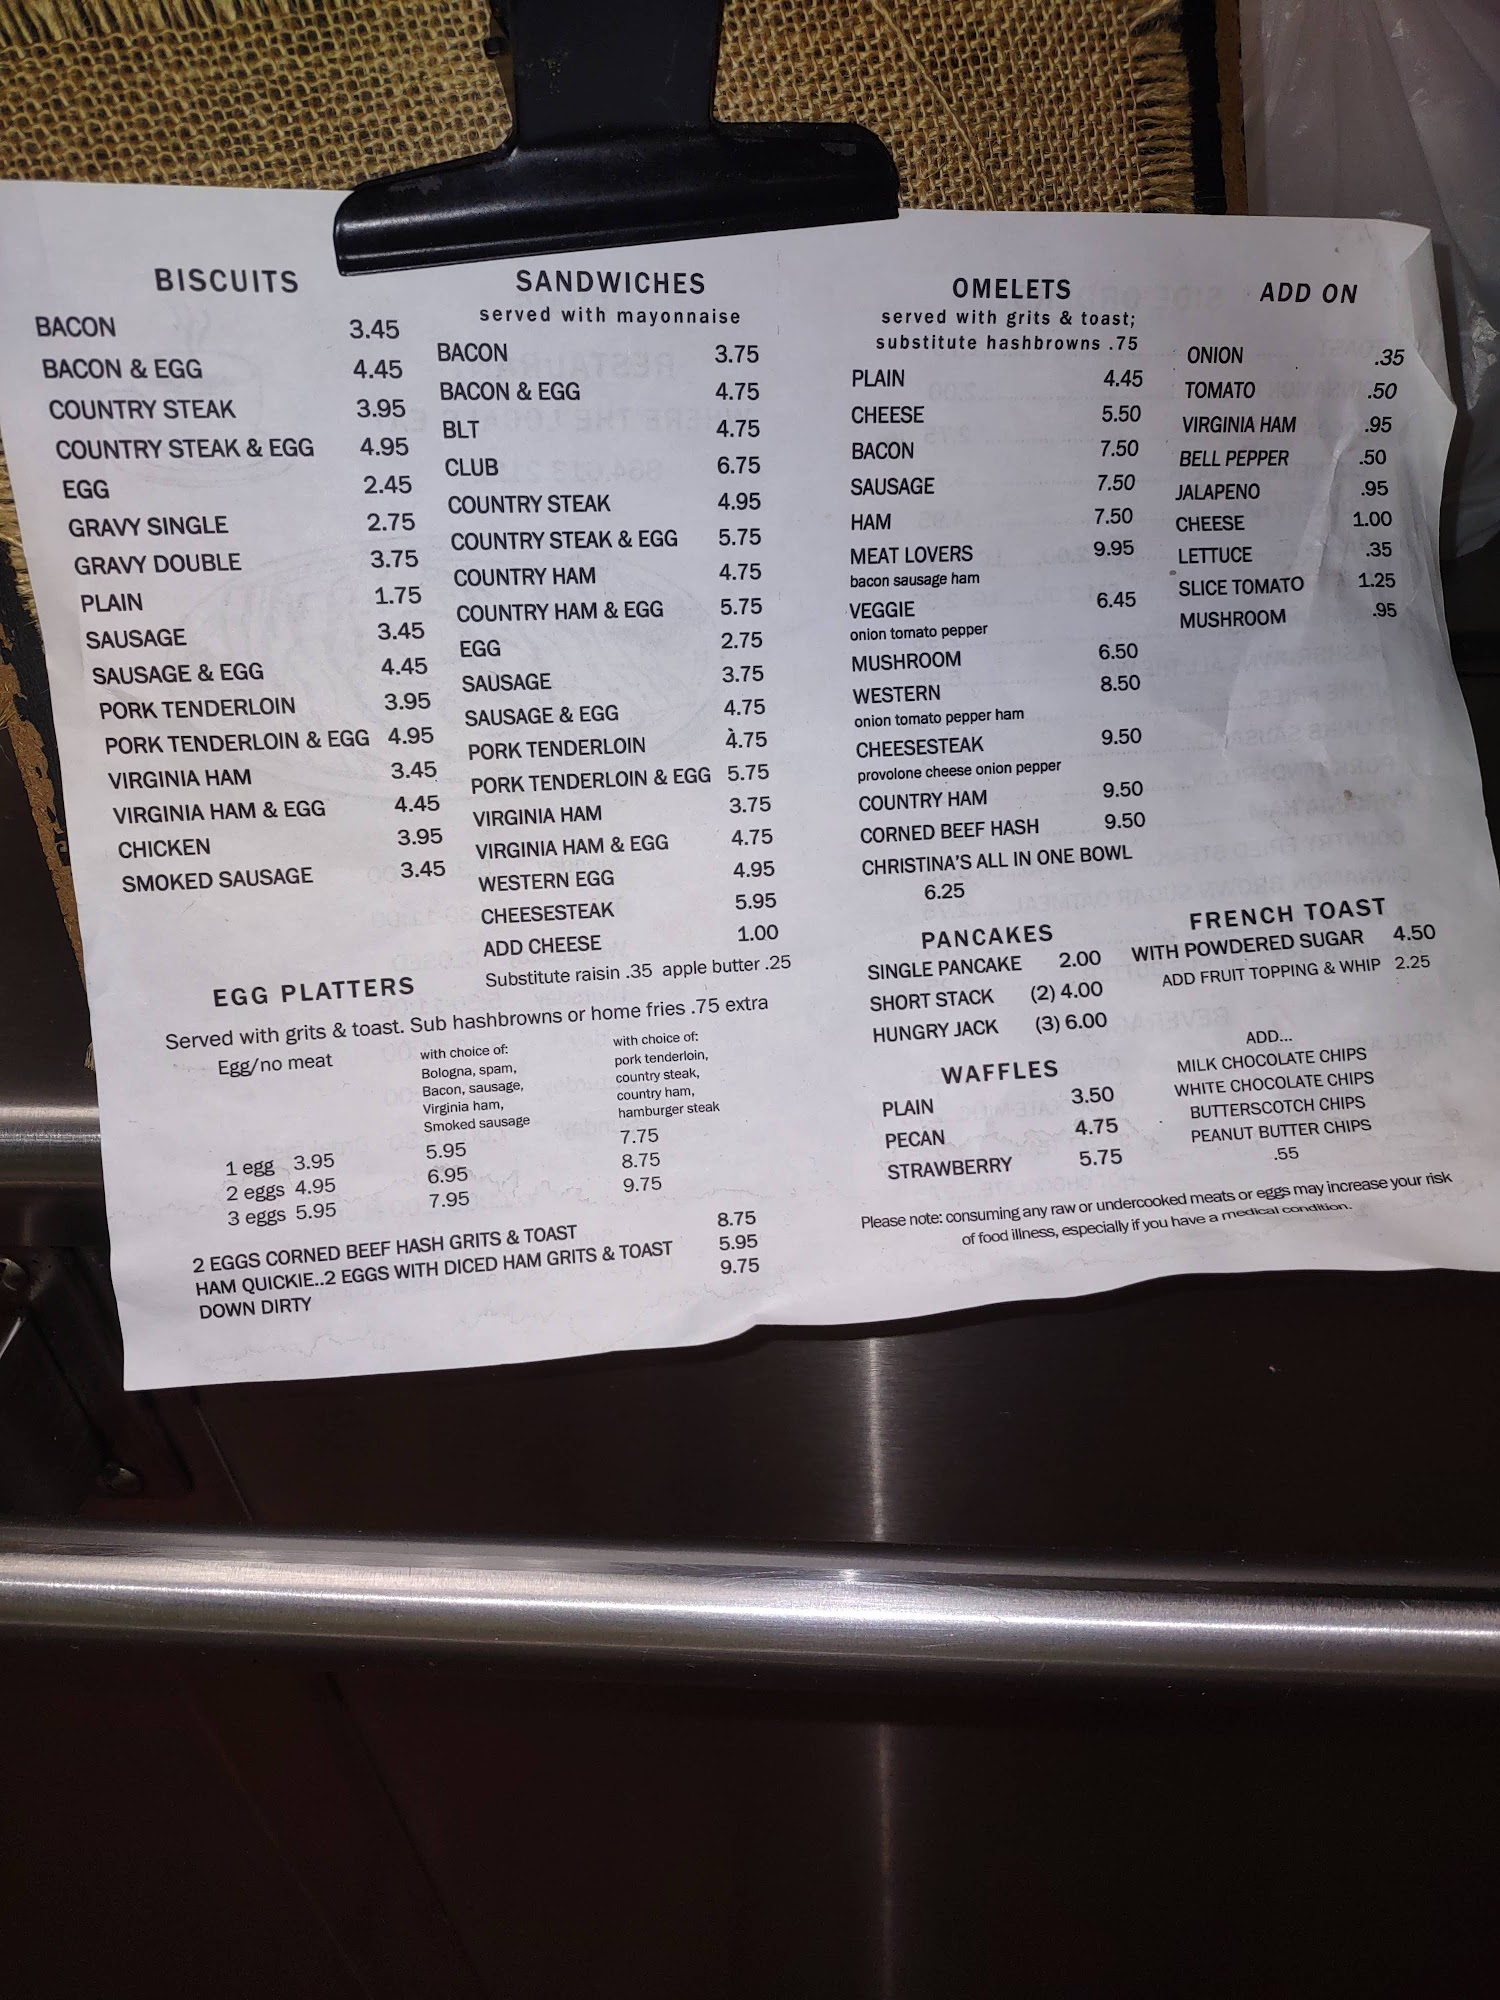 BISCUITS
BACON 3.45
BACON & EGG 4.45
COUNTRY STEAK 3.95
COUNTRY STEAK & EGG 4.95
EGG 2.45
GRAVY SINGLE 2.75
GRAVY DOUBLE 3.75
PLAIN 1.75
SAUSAGE 3.45
SAUSAGE & EGG 4.45
PORK TENDERLOIN 3.95
PORK TENDERLOIN & EGG 4.95
VIRGINIA HAM 3.45
VIRGINIA HAM & EGG 4.45
CHICKEN 3.95
SMOKED SAUSAGE 3.45
SANDWICHES
served with mayonnaise
BACON 3.75
BACON & EGG 4.75
BLT 4.75
CLUB 6.75
COUNTRY STEAK 4.95
COUNTRY STEAK & EGG 5.75
COUNTRY HAM 4.75
COUNTRY HAM & EGG 5.75
EGG 2.75
SAUSAGE 3.75
SAUSAGE & EGG 4.75
PORK TENDERLOIN 4.75
PORK TENDERLOIN & EGG 5.75
VIRGINIA HAM 3.75
VIRGINIA HAM & EGG 4.75
WESTERN EGG 4.95
CHEESESTEAK 5.95
ADD CHEESE 1.00
Substitute raisin .35 apple butter .25
EGG PLATTERS
Served with grits & toast. Sub hashbrowns or home fries .75 extra
Egg/no meat
1 egg 3.95
2 eggs 4.95
3 eggs 5.95
with choice of:
Bologna, spam,
Bacon, sausage,
Virginia ham,
Smoked sausage
5.95
6.95
7.95
with choice of:
pork tenderloin,
country steak,
country ham,
hamburger steak
7.75
8.75
9.75
2 EGGS CORNED BEEF HASH GRITS & TOAST 8.75
HAM QUICKIE..2 EGGS WITH DICED HAM GRITS & TOAST 5.95
DOWN DIRTY 9.75
OMELETS
served with grits & toast;
substitute hashbrowns .75
PLAIN 4.45
CHEESE 5.50
BACON 7.50
SAUSAGE 7.50
HAM 7.50
MEAT LOVERS 9.95
bacon sausage ham
VEGGIE 6.45
onion tomato pepper
MUSHROOM 6.50
WESTERN 8.50
onion tomato pepper ham
CHEESESTEAK 9.50
provolone cheese onion pepper
COUNTRY HAM 9.50
CORNED BEEF HASH 9.50
CHRISTINA'S ALL IN ONE BOWL
6.25
ADD ON
ONION .35
TOMATO .50
VIRGINIA HAM .95
BELL PEPPER .50
JALAPENO .95
CHEESE 1.00
LETTUCE .35
SLICE TOMATO 1.25
MUSHROOM .95
PANCAKES
SINGLE PANCAKE 2.00
SHORT STACK (2) 4.00
HUNGRY JACK (3) 6.00
WAFFLES
PLAIN 3.50
PECAN 4.75
STRAWBERRY 5.75
FRENCH TOAST
WITH POWDERED SUGAR 4.50
ADD FRUIT TOPPING & WHIP 2.25
ADD...
MILK CHOCOLATE CHIPS
WHITE CHOCOLATE CHIPS
BUTTERSCOTCH CHIPS
PEANUT BUTTER CHIPS
.55
Please note: consuming any raw or undercooked meats or eggs may increase your risk
of food illness, especially if you have a medical condition.